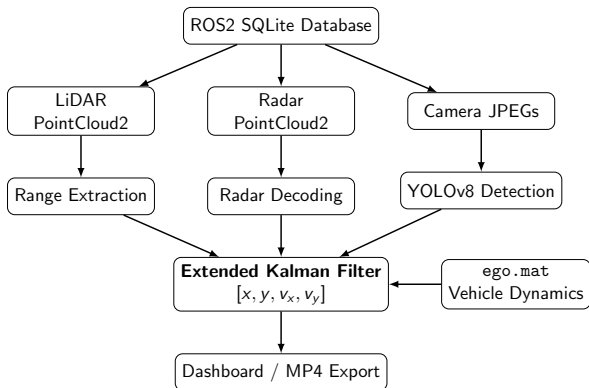 ROS2 SQLite Database
LiDAR
PointCloud2
Radar
PointCloud2
Camera JPEGs
Range Extraction
Radar Decoding
YOLOv8 Detection
Extended Kalman Filter
[x, y, vₓ, vᵧ]
ego.mat
Vehicle Dynamics
Dashboard / MP4 Export